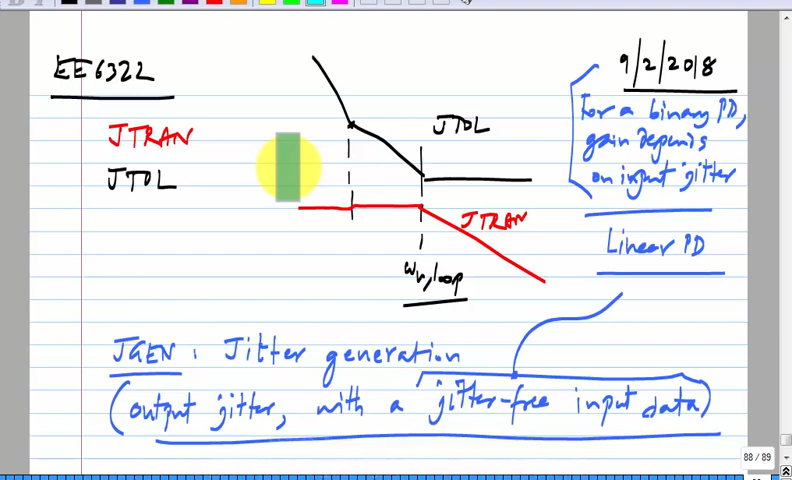 EE6322
9/2/2018
JTRAN
JTOL
JTOL
JTRAN
ωu,loop
For a binary PD,
gain depends
on input jitter
Linear PD
JGEN : Jitter generation
(output jitter, with a jitter-free input data)
88 / 89